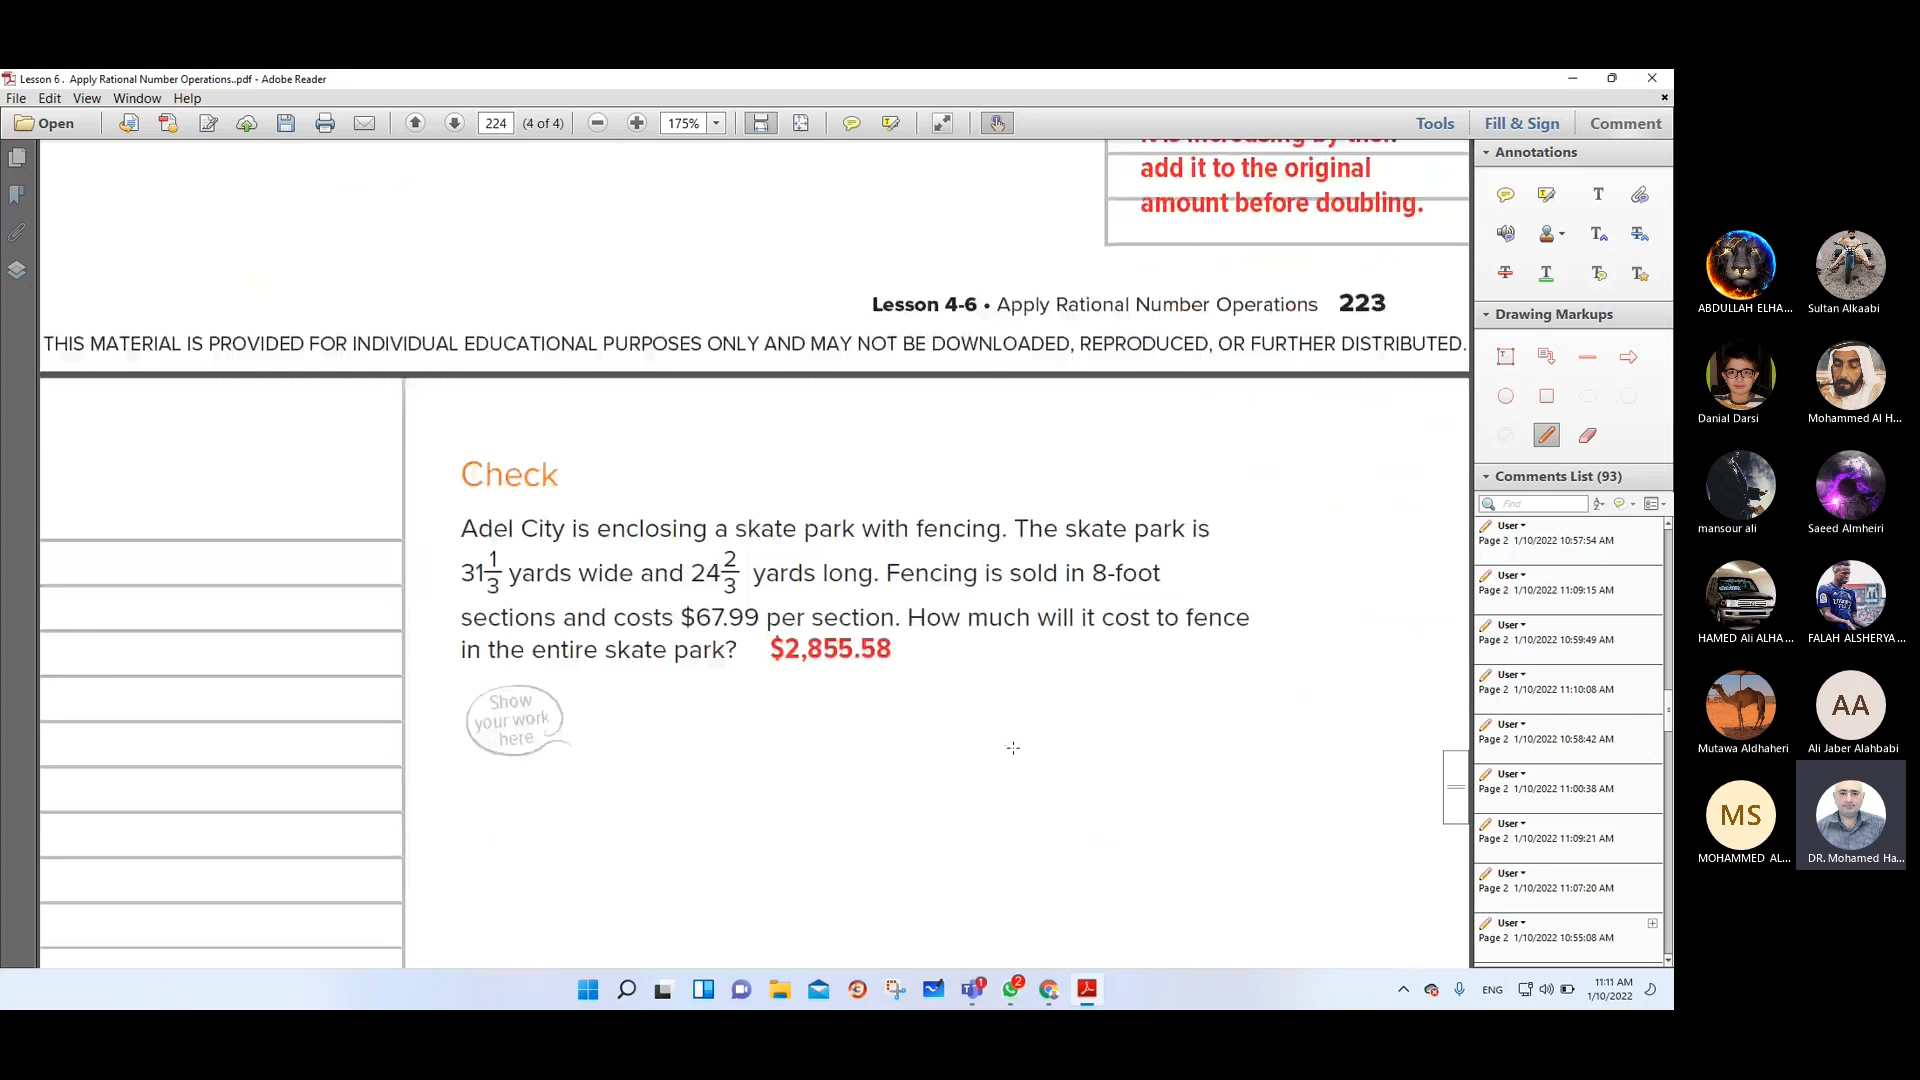 Lesson 6 . Apply Rational Number Operations..pdf - Adobe Reader
File Edit View Window Help
Open 224 (4 of 4) 175% Tools Fill & Sign Comment
add it to the original
amount before doubling.
Lesson 4-6 • Apply Rational Number Operations 223
THIS MATERIAL IS PROVIDED FOR INDIVIDUAL EDUCATIONAL PURPOSES ONLY AND MAY NOT BE DOWNLOADED, REPRODUCED, OR FURTHER DISTRIBUTED.
Check
Adel City is enclosing a skate park with fencing. The skate park is
31 1/3 yards wide and 24 2/3 yards long. Fencing is sold in 8-foot
sections and costs $67.99 per section. How much will it cost to fence
in the entire skate park? $2,855.58
Show
your work
here
Annotations
Drawing Markups
Comments List (93)
Find
User
Page 2 1/10/2022 10:57:54 AM
User
Page 2 1/10/2022 11:09:15 AM
User
Page 2 1/10/2022 10:59:49 AM
User
Page 2 1/10/2022 11:10:08 AM
User
Page 2 1/10/2022 10:58:42 AM
User
Page 2 1/10/2022 11:00:38 AM
User
Page 2 1/10/2022 11:09:21 AM
User
Page 2 1/10/2022 11:07:20 AM
User
Page 2 1/10/2022 10:55:08 AM
ABDULLAH ELHA... Sultan Alkaabi
Danial Darsi Mohammed Al H...
mansour ali Saeed Almheiri
HAMED Ali ALHA... FALAH ALSHERYA...
AA
Mutawa Aldhaheri Ali Jaber Alahbabi
MS
MOHAMMED AL... DR. Mohamed Ha...
1 2 ENG 11:11 AM
1/10/2022